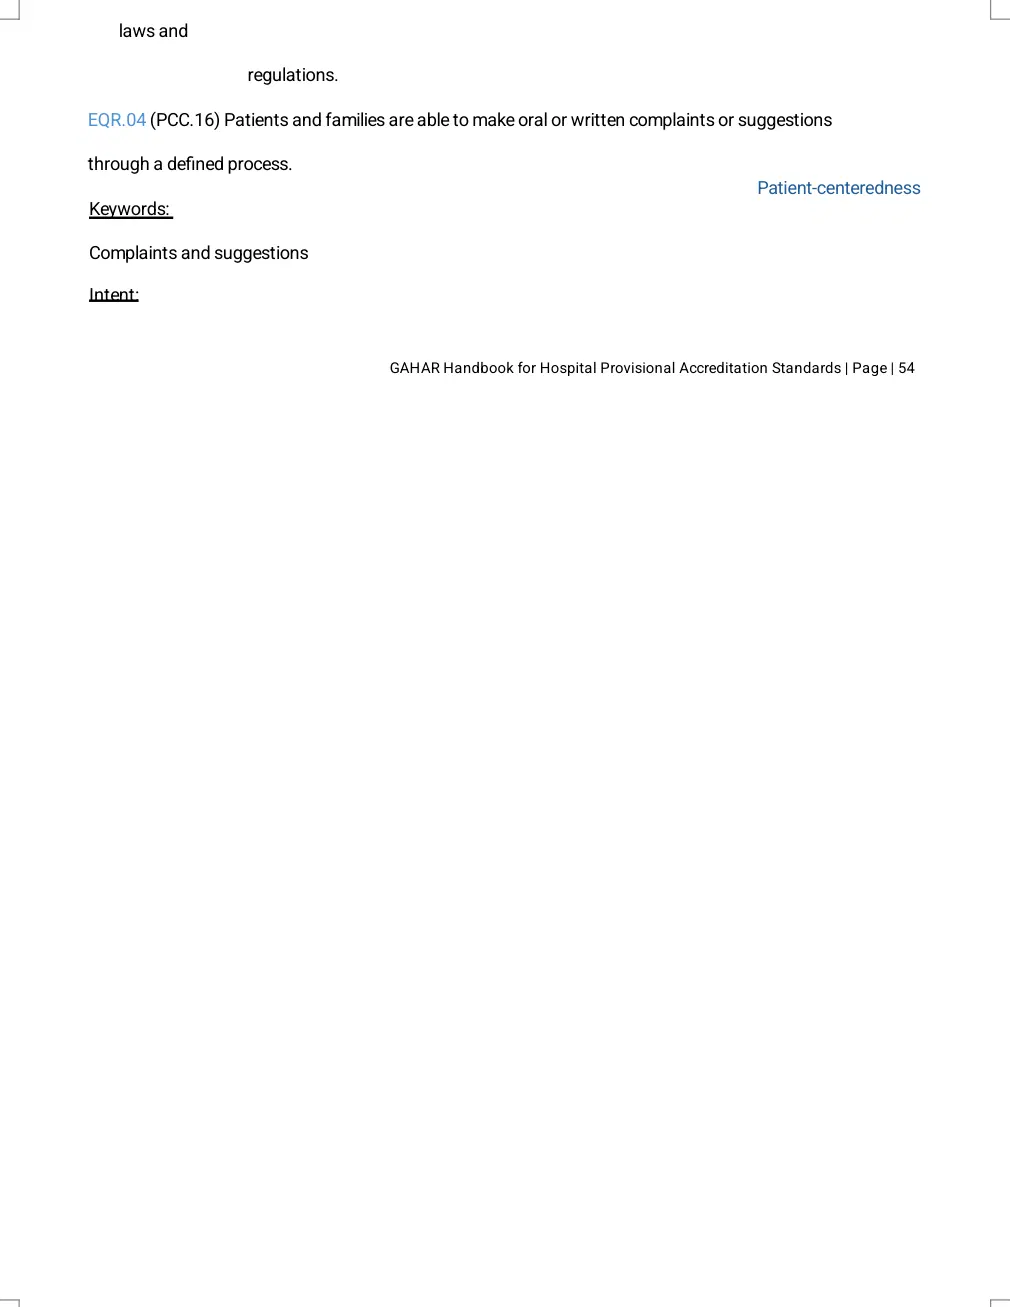 laws and
regulations.
EQR.04 (PCC.16) Patients and families are able to make oral or written complaints or suggestions
through a defined process.
Patient-centeredness
Keywords:
Complaints and suggestions
Intent:
GAHAR Handbook for Hospital Provisional Accreditation Standards | Page | 54